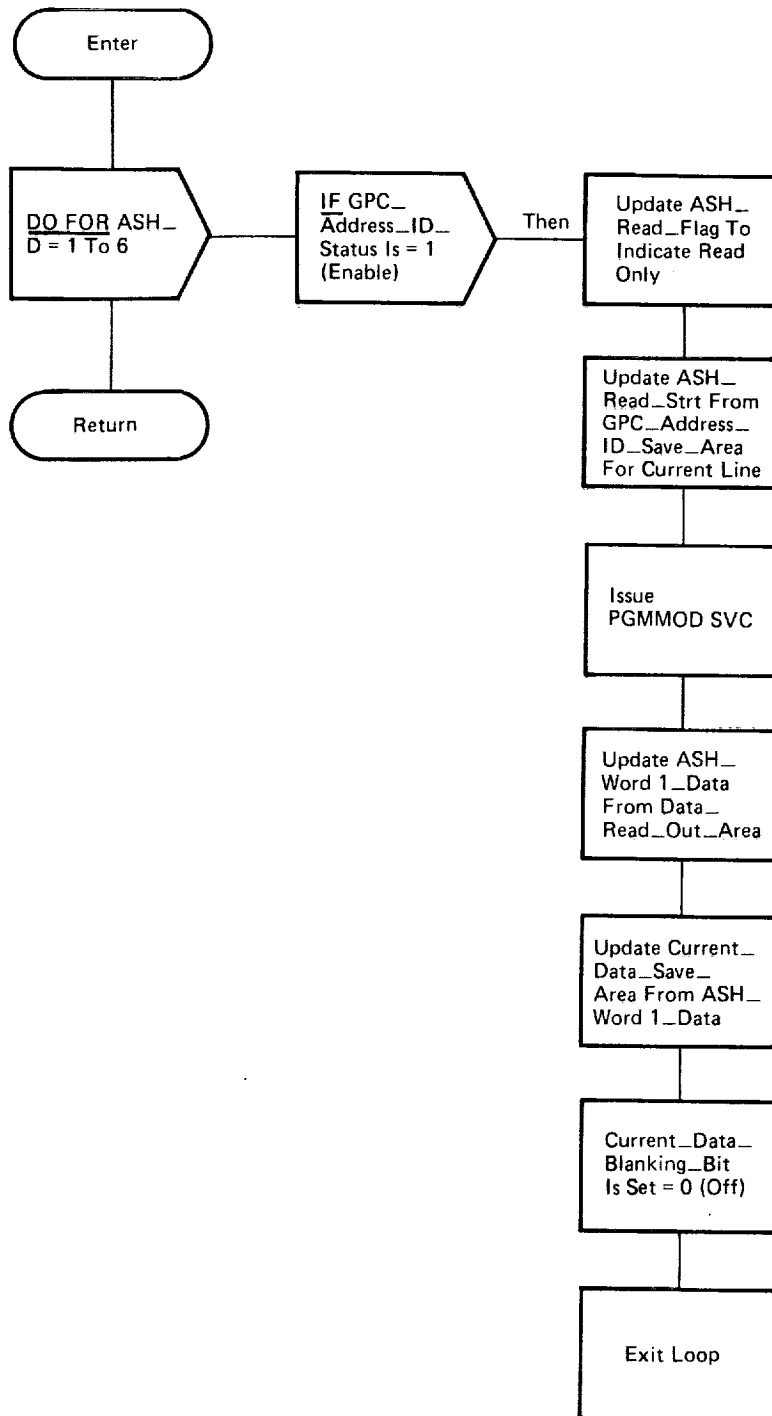 Enter
DO FOR ASH_
D = 1 To 6
IF GPC_
Address_ID_
Status Is = 1
(Enable)
Then
Update ASH_
Read_Flag To
Indicate Read
Only
Return
Update ASH_
Read_Strt From
GPC_Address_
ID_Save_Area
For Current Line
Issue
PGMMOD SVC
Update ASH_
Word 1_Data
From Data_
Read_Out_Area
Update Current_
Data_Save_
Area From ASH_
Word 1_Data
Current_Data_
Blanking_Bit
Is Set = 0 (Off)
Exit Loop